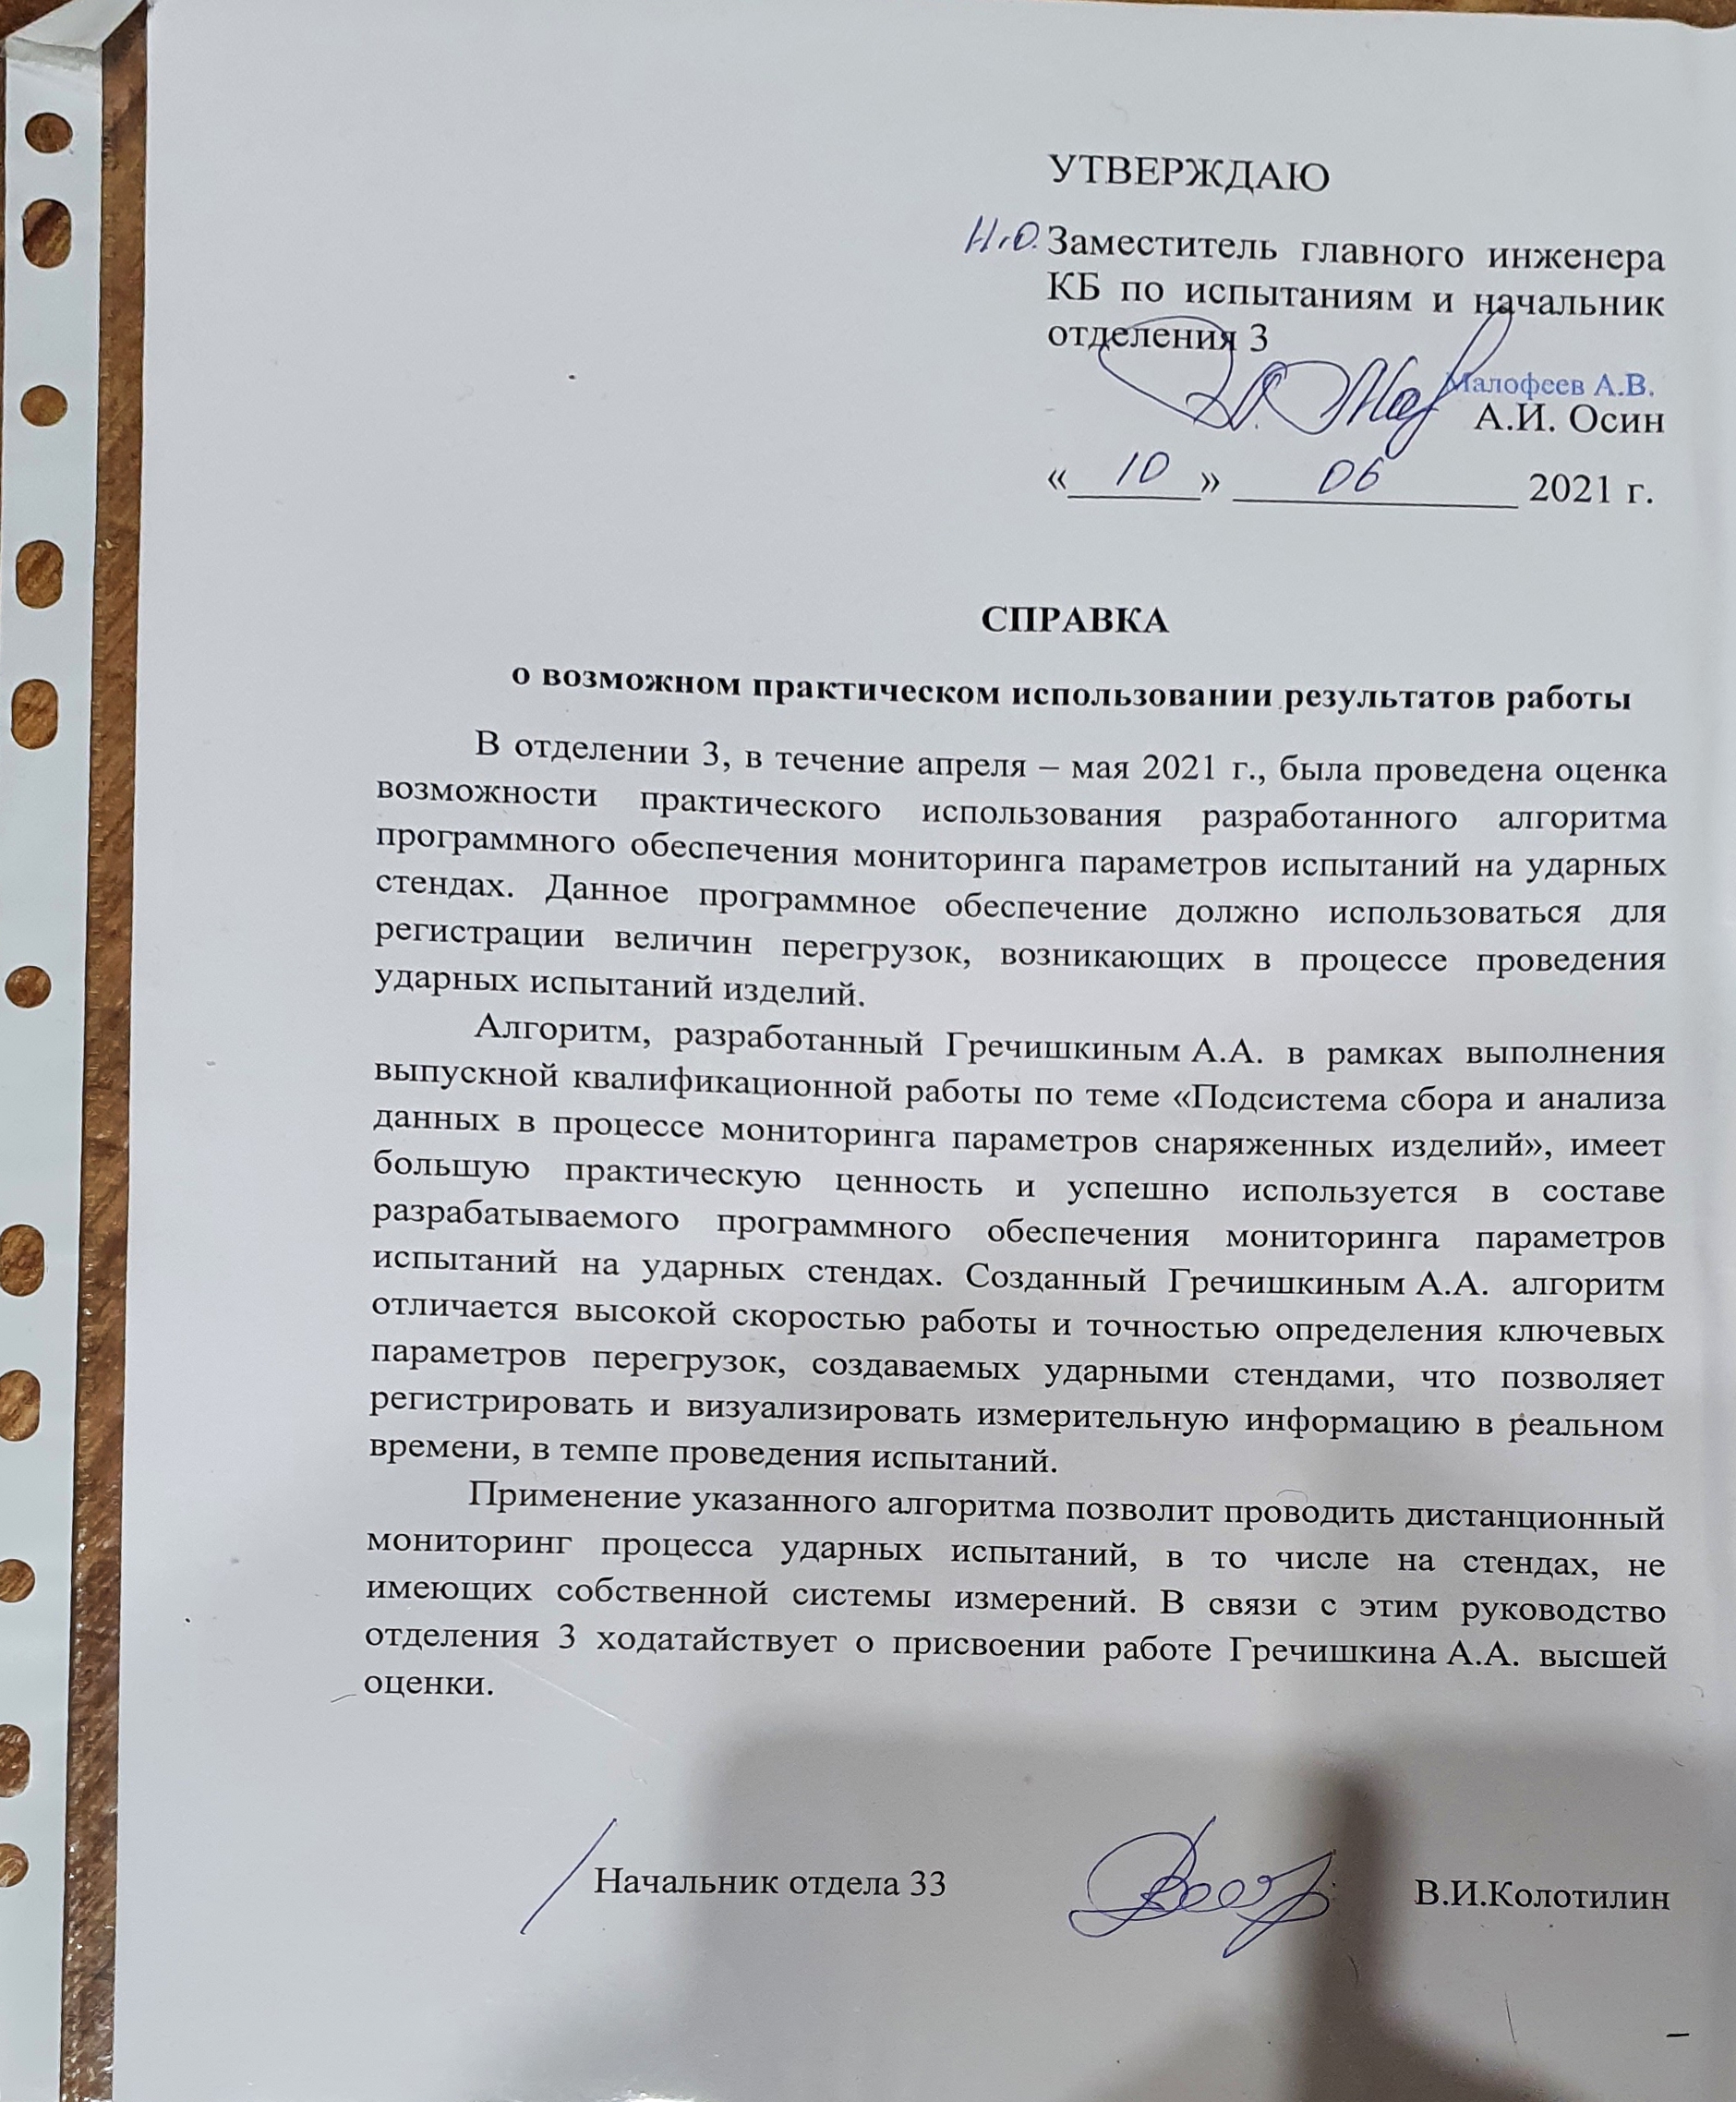 УТВЕРЖДАЮ
И.О. Заместитель главного инженера
КБ по испытаниям и начальник
отделения 3
Малофеев А.В.
А.И. Осин
«10» 06 2021 г.
СПРАВКА
о возможном практическом использовании результатов работы
В отделении 3, в течение апреля – мая 2021 г., была проведена оценка
возможности практического использования разработанного алгоритма
программного обеспечения мониторинга параметров испытаний на ударных
стендах. Данное программное обеспечение должно использоваться для
регистрации величин перегрузок, возникающих в процессе проведения
ударных испытаний изделий.
Алгоритм, разработанный Гречишкиным А.А. в рамках выполнения
выпускной квалификационной работы по теме «Подсистема сбора и анализа
данных в процессе мониторинга параметров снаряженных изделий», имеет
большую практическую ценность и успешно используется в составе
разрабатываемого программного обеспечения мониторинга параметров
испытаний на ударных стендах. Созданный Гречишкиным А.А. алгоритм
отличается высокой скоростью работы и точностью определения ключевых
параметров перегрузок, создаваемых ударными стендами, что позволяет
регистрировать и визуализировать измерительную информацию в реальном
времени, в темпе проведения испытаний.
Применение указанного алгоритма позволит проводить дистанционный
мониторинг процесса ударных испытаний, в то числе на стендах, не
имеющих собственной системы измерений. В связи с этим руководство
отделения 3 ходатайствует о присвоении работе Гречишкина А.А. высшей
оценки.
Начальник отдела 33 В.И.Колотилин